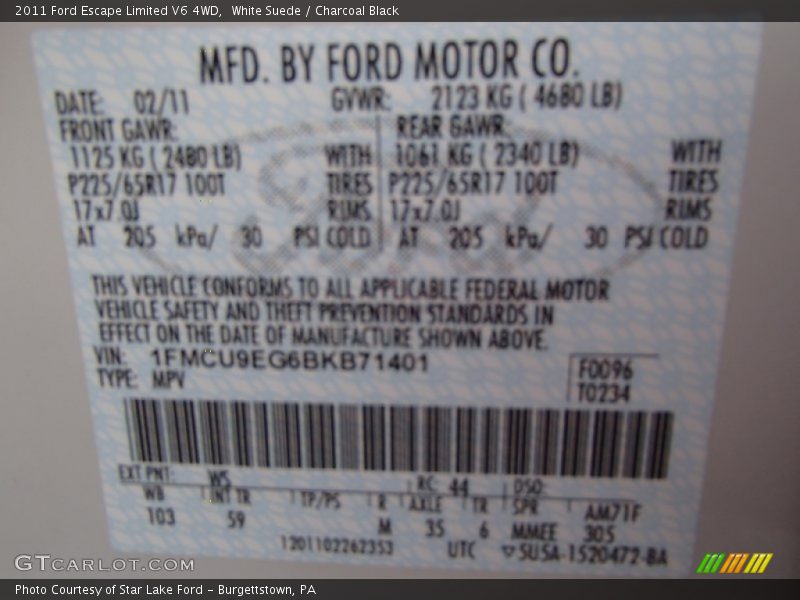 2011 Ford Escape Limited V6 4WD, White Suede / Charcoal Black
MFD. BY FORD MOTOR CO.
DATE: 02/11 GVWR: 2123 KG ( 4680 LB)
FRONT GAWR: REAR GAWR:
1125 KG ( 2480 LB) WITH 1061 KG ( 2340 LB) WITH
P225/65R17 100T TIRES P225/65R17 100T TIRES
17x7.0J RIMS 17x7.0J RIMS
AT 205 kPa/ 30 PSI COLD AT 205 kPa/ 30 PSI COLD
THIS VEHICLE CONFORMS TO ALL APPLICABLE FEDERAL MOTOR
VEHICLE SAFETY AND THEFT PREVENTION STANDARDS IN
EFFECT ON THE DATE OF MANUFACTURE SHOWN ABOVE.
VIN: 1FMCU9EG6BKB71401
TYPE: MPV
F0096
T0234
EXT PNT: WS RC: 44 DSO:
WB INT TR TP/PS R AXLE TR SPR AM71F
103 59 M 35 6 MMEE 305
1201102262353 UTC ▽5U5A-1520472-BA
GTCARLOT.COM
Photo Courtesy of Star Lake Ford - Burgettstown, PA